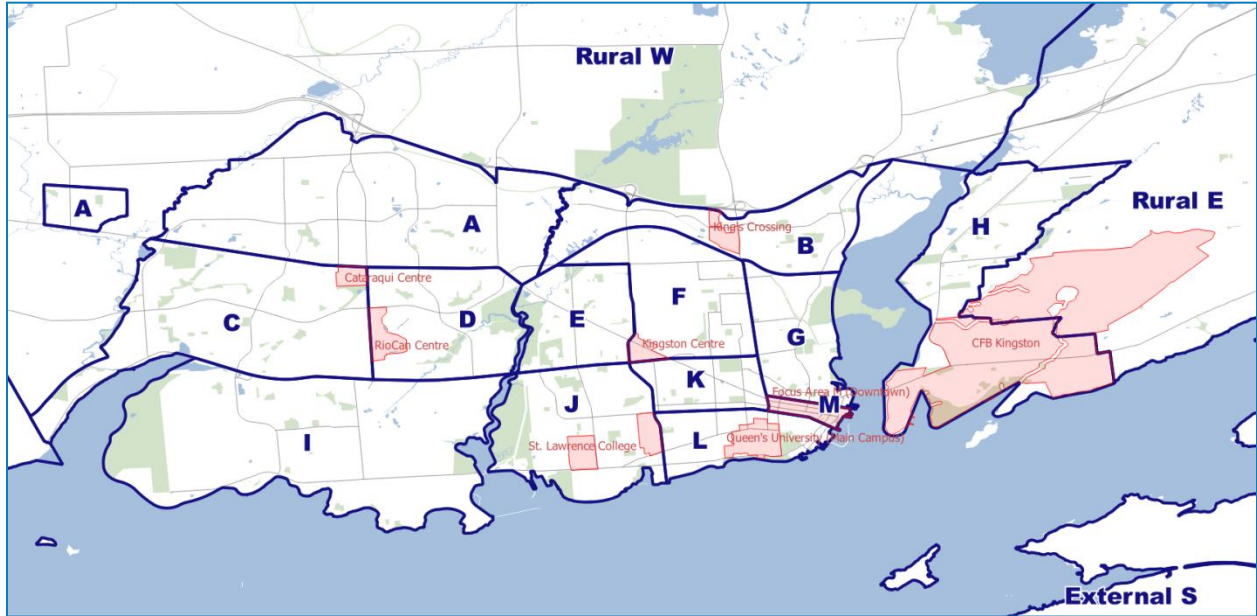 Rural W
A
A
King's Crossing
B
H
Rural E
Cataraqui Centre
C
D
RioCan Centre
E
F
Kingston Centre
G
CFB Kingston
K
J
Focus Area M (Downtown)
M
I
St. Lawrence College
L
Queen's University (Main Campus)
External S